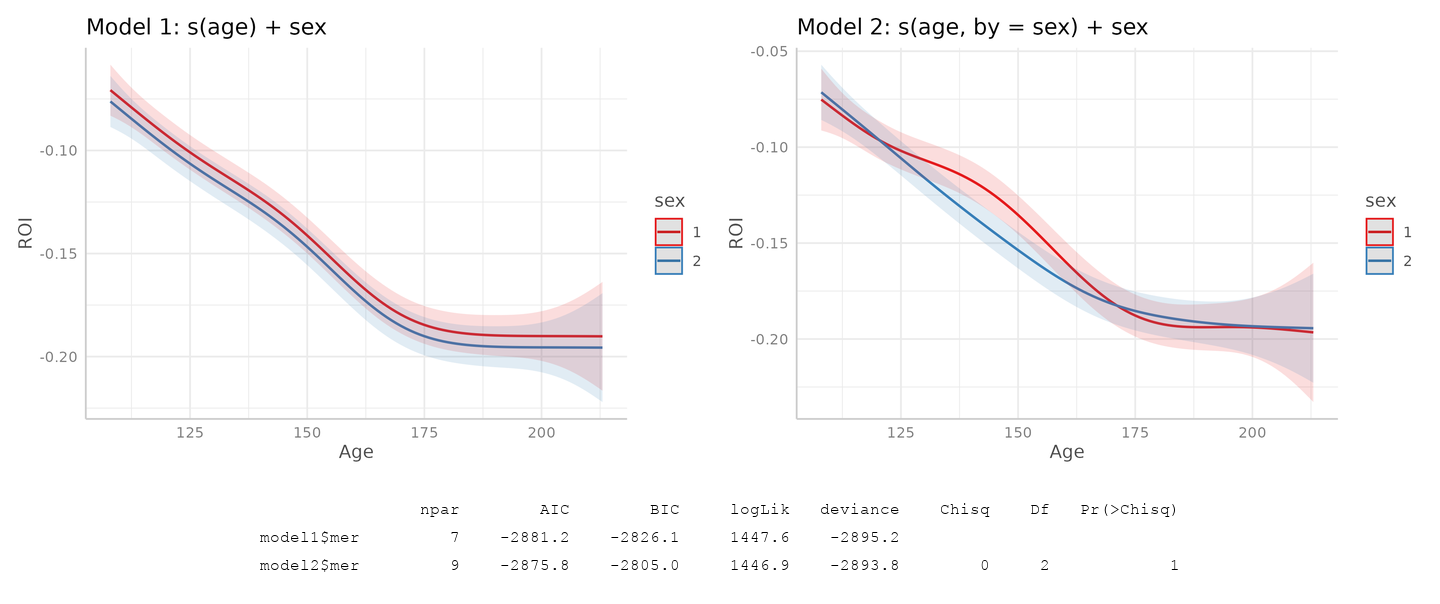 Model 1: s(age) + sex
-0.10
-0.15
-0.20
ROI
125 150 175 200
Age
sex
1
2
Model 2: s(age, by = sex) + sex
-0.05
-0.10
-0.15
-0.20
ROI
125 150 175 200
Age
sex
1
2
npar AIC BIC logLik deviance Chisq Df Pr(>Chisq)
model1$mer 7 -2881.2 -2826.1 1447.6 -2895.2
model2$mer 9 -2875.8 -2805.0 1446.9 -2893.8 0 2 1